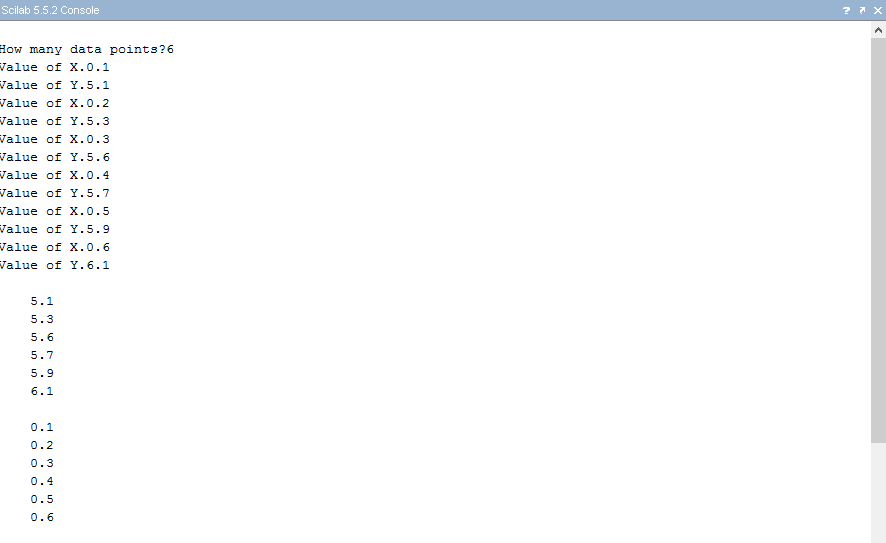 Scilab 5.5.2 Console
How many data points?6
Value of X.0.1
Value of Y.5.1
Value of X.0.2
Value of Y.5.3
Value of X.0.3
Value of Y.5.6
Value of X.0.4
Value of Y.5.7
Value of X.0.5
Value of Y.5.9
Value of X.0.6
Value of Y.6.1
5.1
5.3
5.6
5.7
5.9
6.1
0.1
0.2
0.3
0.4
0.5
0.6